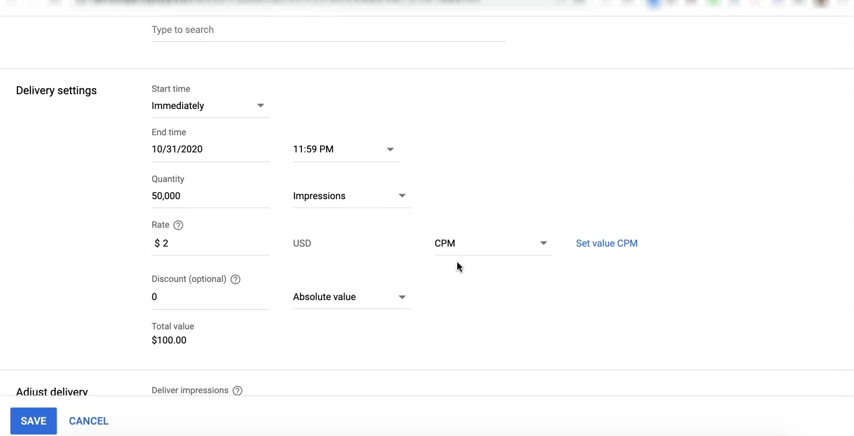 Type to search
Delivery settings
Start time
Immediately
End time
10/31/2020 11:59 PM
Quantity
50,000 Impressions
Rate
$ 2 USD CPM Set value CPM
Discount (optional)
0 Absolute value
Total value
$100.00
Adjust delivery Deliver impressions
SAVE CANCEL